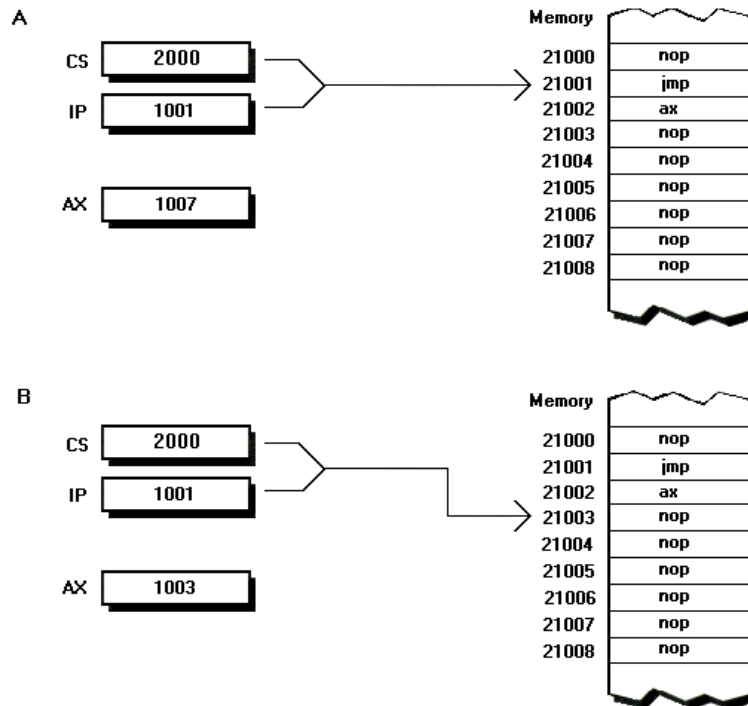 A
Memory
CS 2000
21000 nop
21001 jmp
IP 1001
21002 ax
21003 nop
21004 nop
AX 1007
21005 nop
21006 nop
21007 nop
21008 nop
B
Memory
CS 2000
21000 nop
21001 jmp
IP 1001
21002 ax
21003 nop
21004 nop
21005 nop
AX 1003
21006 nop
21007 nop
21008 nop